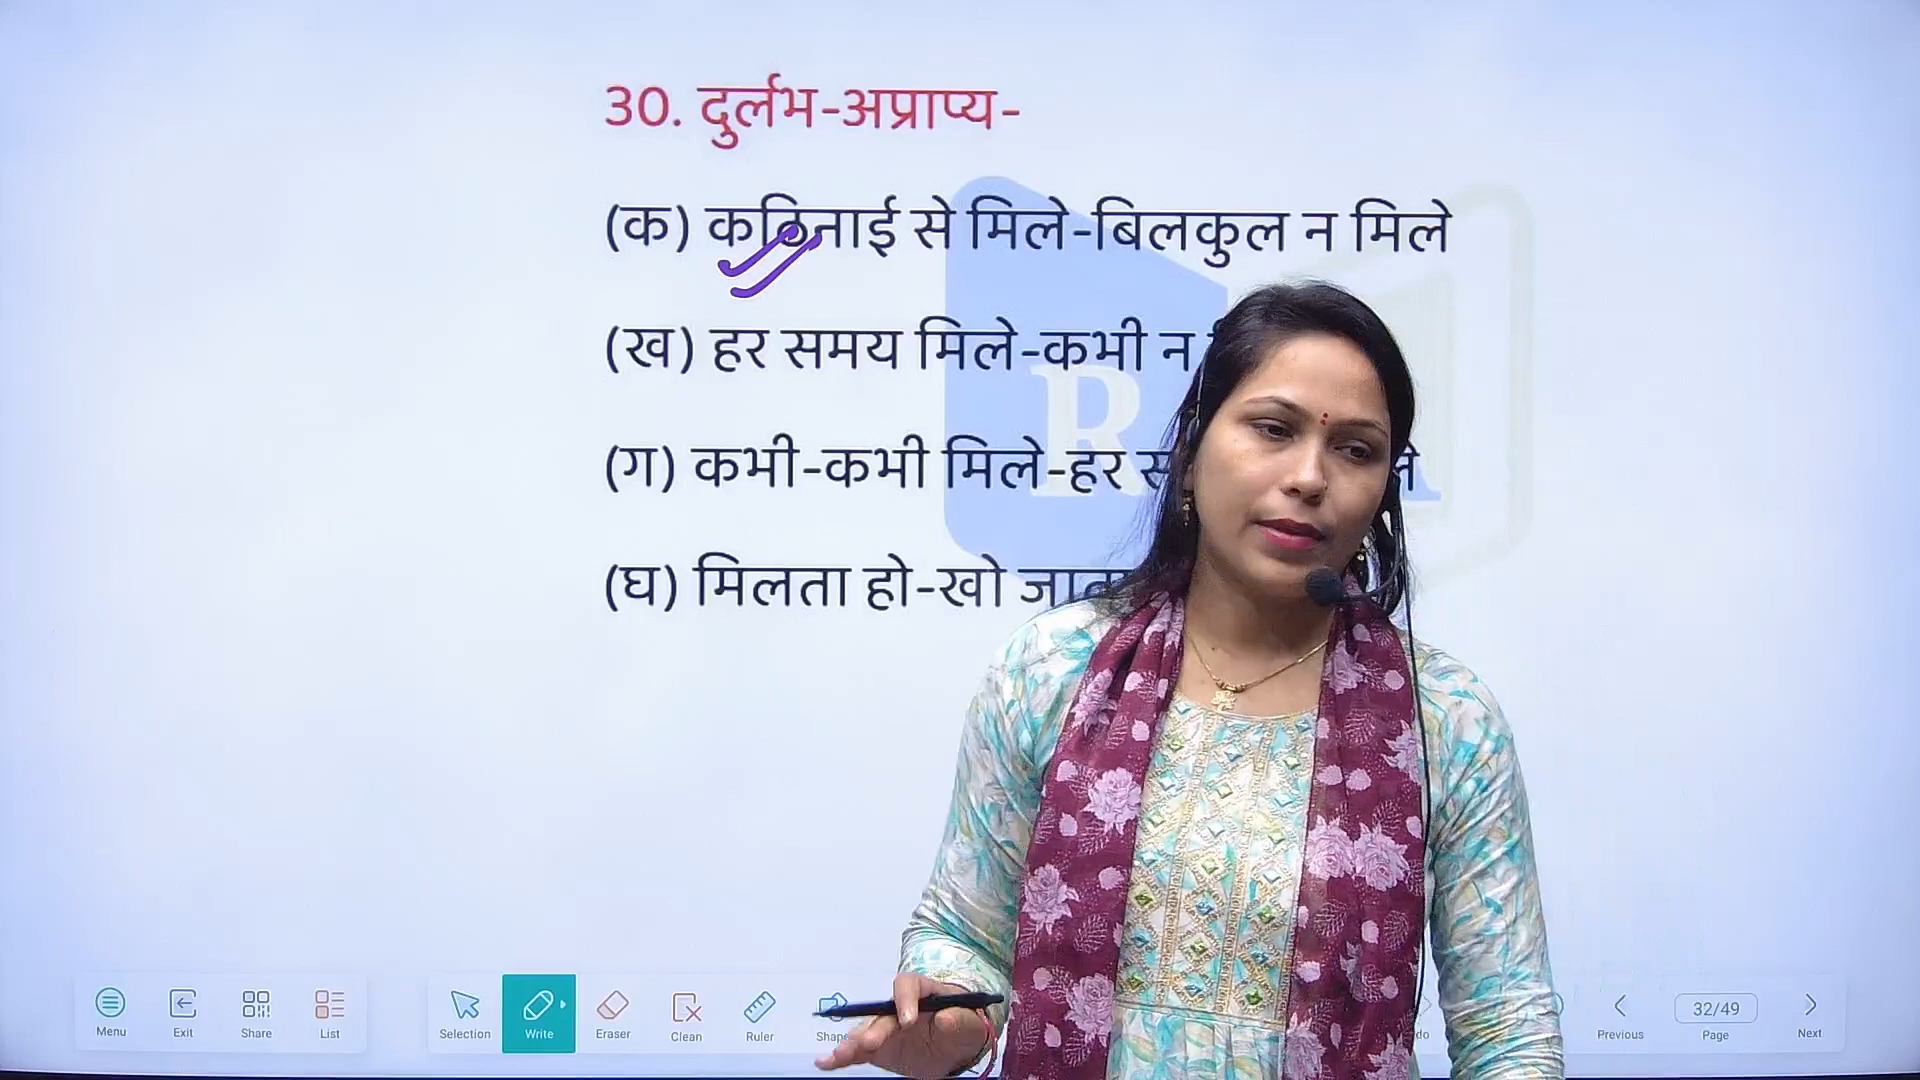 30. दुर्लभ-अप्राप्य-
(क) कठिनाई से मिले-बिलकुल न मिले
(ख) हर समय मिले-कभी न
(ग) कभी-कभी मिले-हर
(घ) मिलता हो-खो
R
Menu Exit Share List Selection Write Eraser Clean Ruler Shape Previous 32/49 Page Next